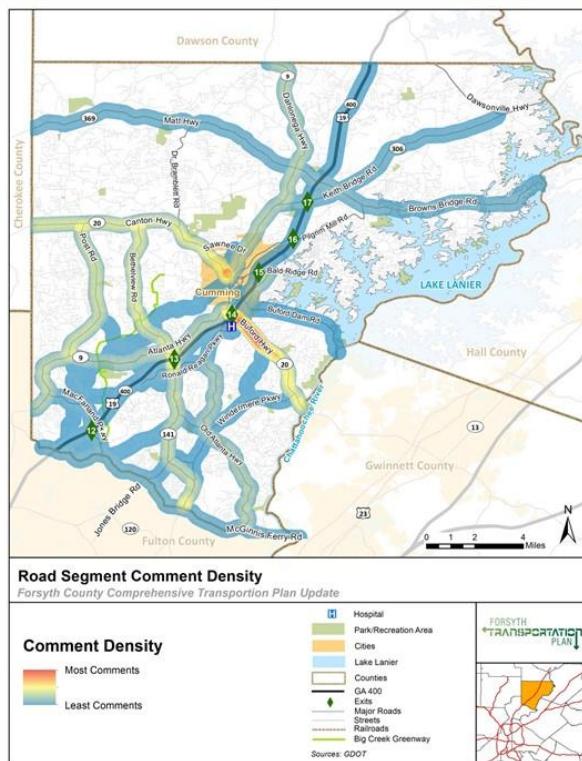 Dawson County
9
400
19
Dawsonville Hwy
Dahlonega Hwy
369
Matt Hwy
306
Dr. Bramblett Rd
Keith Bridge Rd
17
Browns Bridge Rd
Cherokee County
20
Canton Hwy
16
Pilgrim Mill Rd
Sawnee Dr
Post Rd
Bethelview Rd
15
Bald Ridge Rd
LAKE LANIER
Cumming
14
H
Buford Dam Rd
Buford Hwy
Hall County
Atlanta Hwy
9
13
Ronald Reagan Pkwy
20
400
19
MacFarland Pkwy
12
Windermere Pkwy
Chattahoochee River
141
Old Atlanta Hwy
13
Gwinnett County
Jones Bridge Rd
21
120
McGinnis Ferry Rd
Fulton County
N
0 1 2 4
Miles
Road Segment Comment Density
Forsyth County Comprehensive Transportion Plan Update
Comment Density
Most Comments
Least Comments
H Hospital
Park/Recreation Area
Cities
Lake Lanier
Counties
GA 400
Exits
Major Roads
Streets
Railroads
Big Creek Greenway
Sources: GDOT
FORSYTH
TRANSPORTATION
PLAN